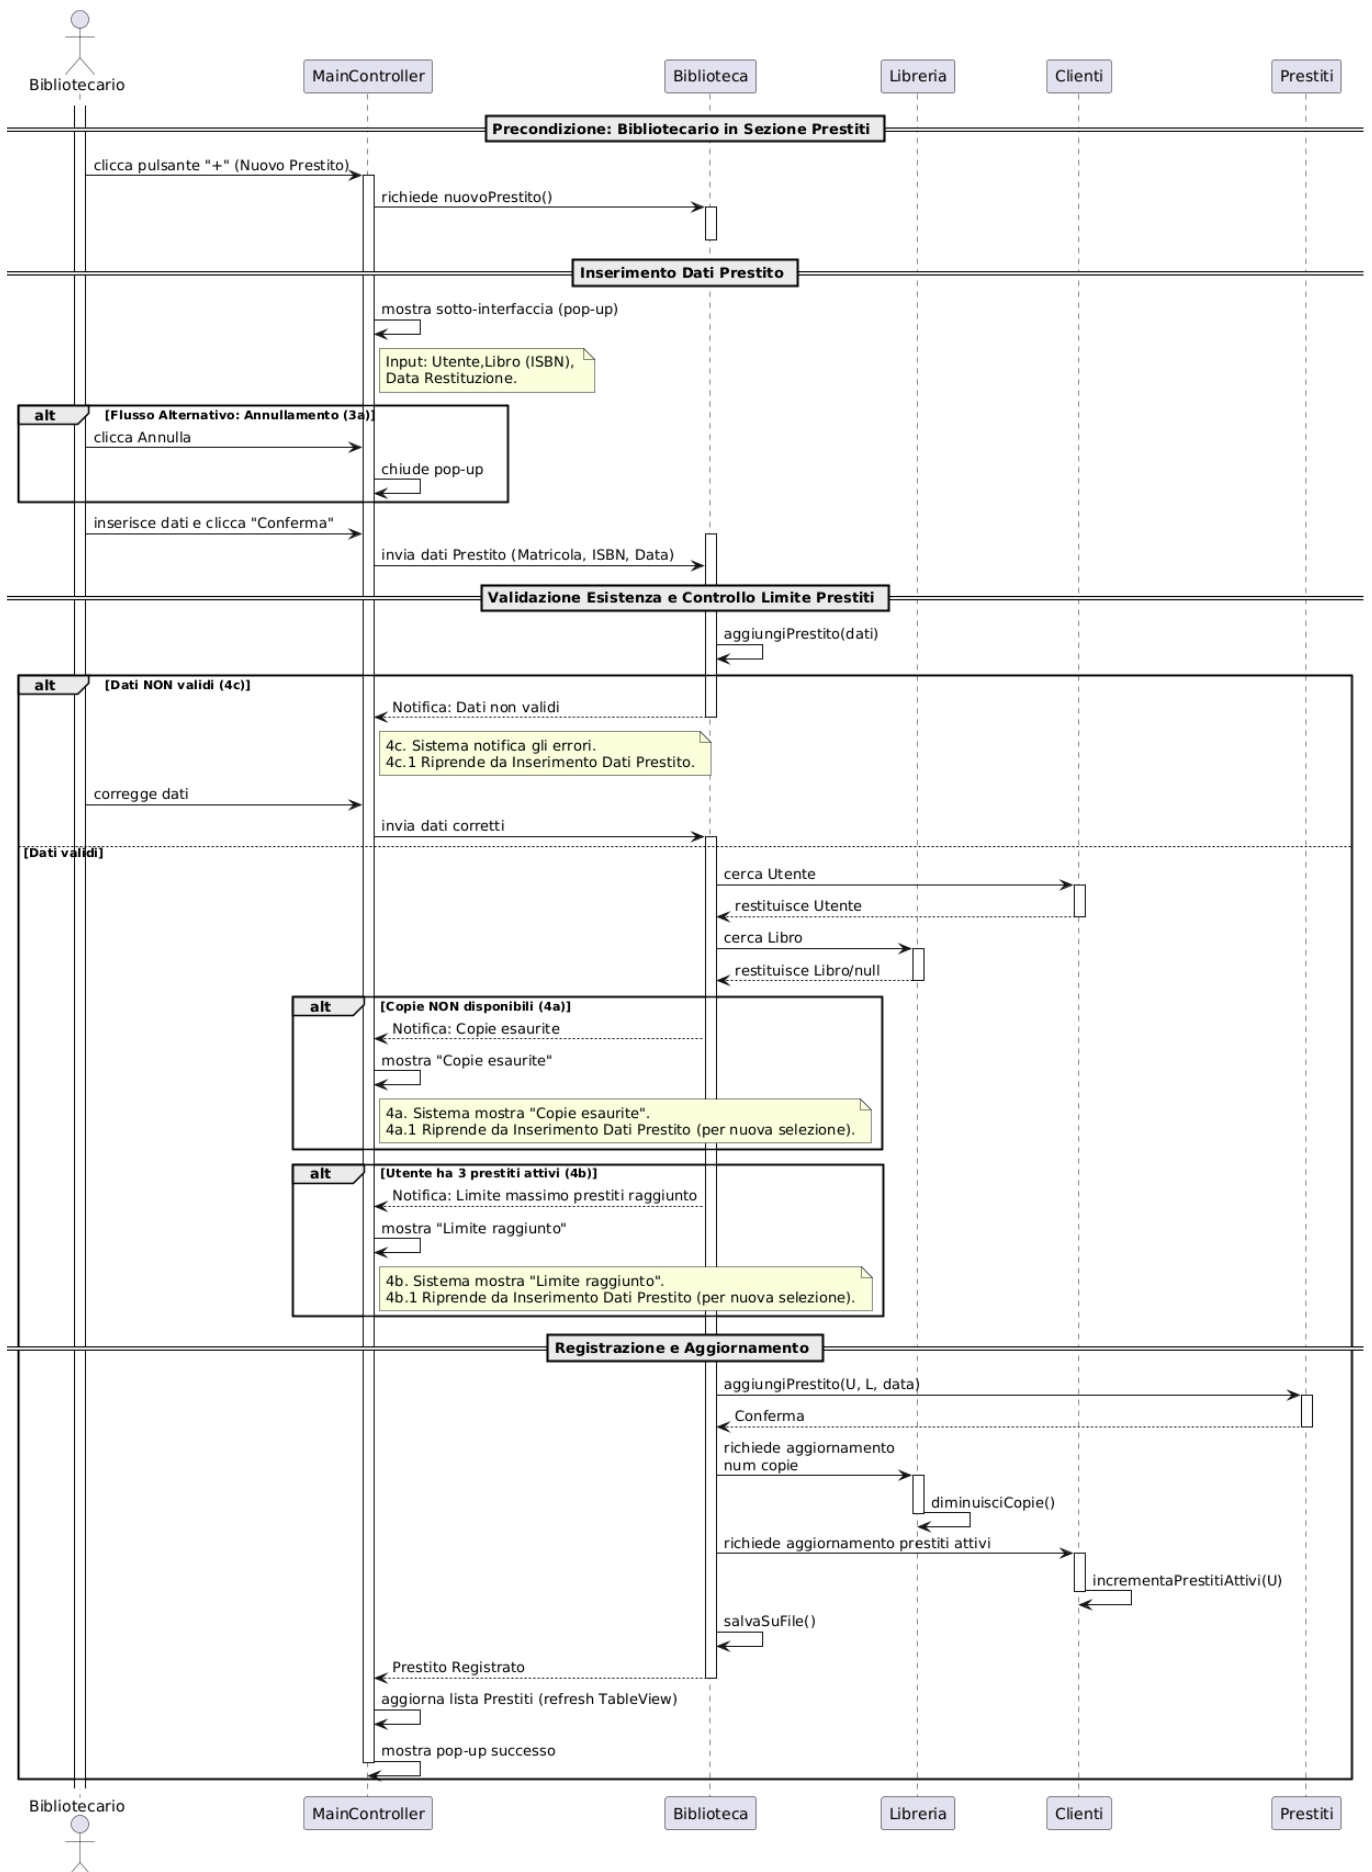 Bibliotecario
MainController
Biblioteca
Libreria
Clienti
Prestiti
Precondizione: Bibliotecario in Sezione Prestiti
clicca pulsante "+" (Nuovo Prestito)
richiede nuovoPrestito()
Inserimento Dati Prestito
mostra sotto-interfaccia (pop-up)
Input: Utente,Libro (ISBN),
Data Restituzione.
alt
[Flusso Alternativo: Annullamento (3a)]
clicca Annulla
chiude pop-up
inserisce dati e clicca "Conferma"
invia dati Prestito (Matricola, ISBN, Data)
Validazione Esistenza e Controllo Limite Prestiti
aggiungiPrestito(dati)
alt
[Dati NON validi (4c)]
Notifica: Dati non validi
4c. Sistema notifica gli errori.
4c.1 Riprende da Inserimento Dati Prestito.
corregge dati
invia dati corretti
[Dati validi]
cerca Utente
restituisce Utente
cerca Libro
restituisce Libro/null
alt
[Copie NON disponibili (4a)]
Notifica: Copie esaurite
mostra "Copie esaurite"
4a. Sistema mostra "Copie esaurite".
4a.1 Riprende da Inserimento Dati Prestito (per nuova selezione).
alt
[Utente ha 3 prestiti attivi (4b)]
Notifica: Limite massimo prestiti raggiunto
mostra "Limite raggiunto"
4b. Sistema mostra "Limite raggiunto".
4b.1 Riprende da Inserimento Dati Prestito (per nuova selezione).
Registrazione e Aggiornamento
aggiungiPrestito(U, L, data)
Conferma
richiede aggiornamento
num copie
diminuisciCopie()
richiede aggiornamento prestiti attivi
incrementaPrestitiAttivi(U)
salvaSuFile()
Prestito Registrato
aggiorna lista Prestiti (refresh TableView)
mostra pop-up successo
Bibliotecario
MainController
Biblioteca
Libreria
Clienti
Prestiti